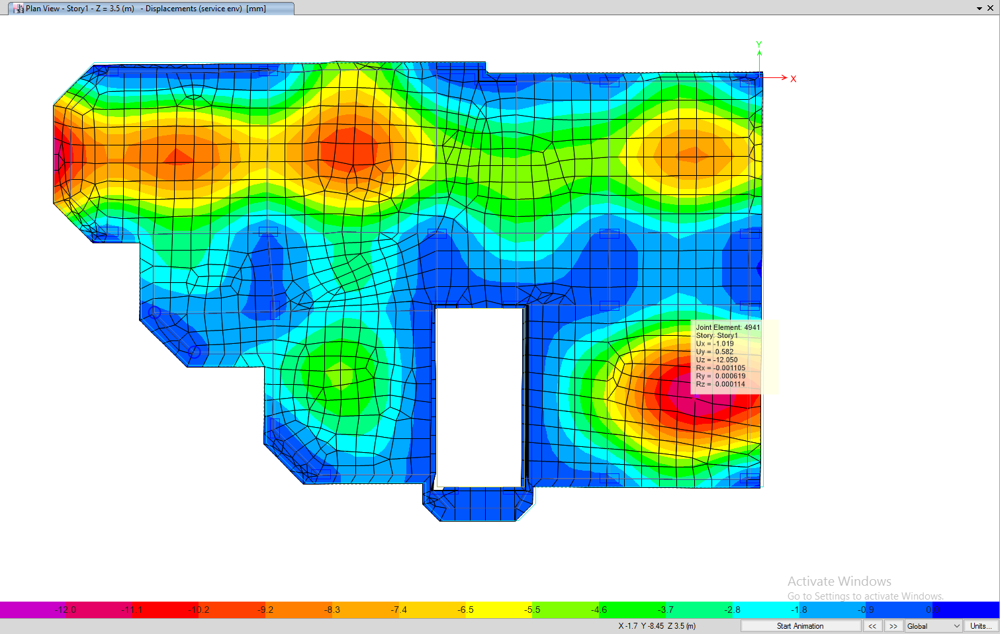 Plan View - Story1 - Z = 3.5 (m) - Displacements (service env) [mm]
Y
X
Joint Element: 4941
Story: Story1
Ux = -1.019
Uy = 0.582
Uz = -12.050
Rx = -0.001105
Ry = 0.000619
Rz = 0.000114
Activate Windows
Go to Settings to activate Windows.
-12.0 -11.1 -10.2 -9.2 -8.3 -7.4 -6.5 -5.5 -4.6 -3.7 -2.8 -1.8 -0.9 0.0
X -1.7 Y -8.45 Z 3.5 (m) Start Animation << >> Global Units...